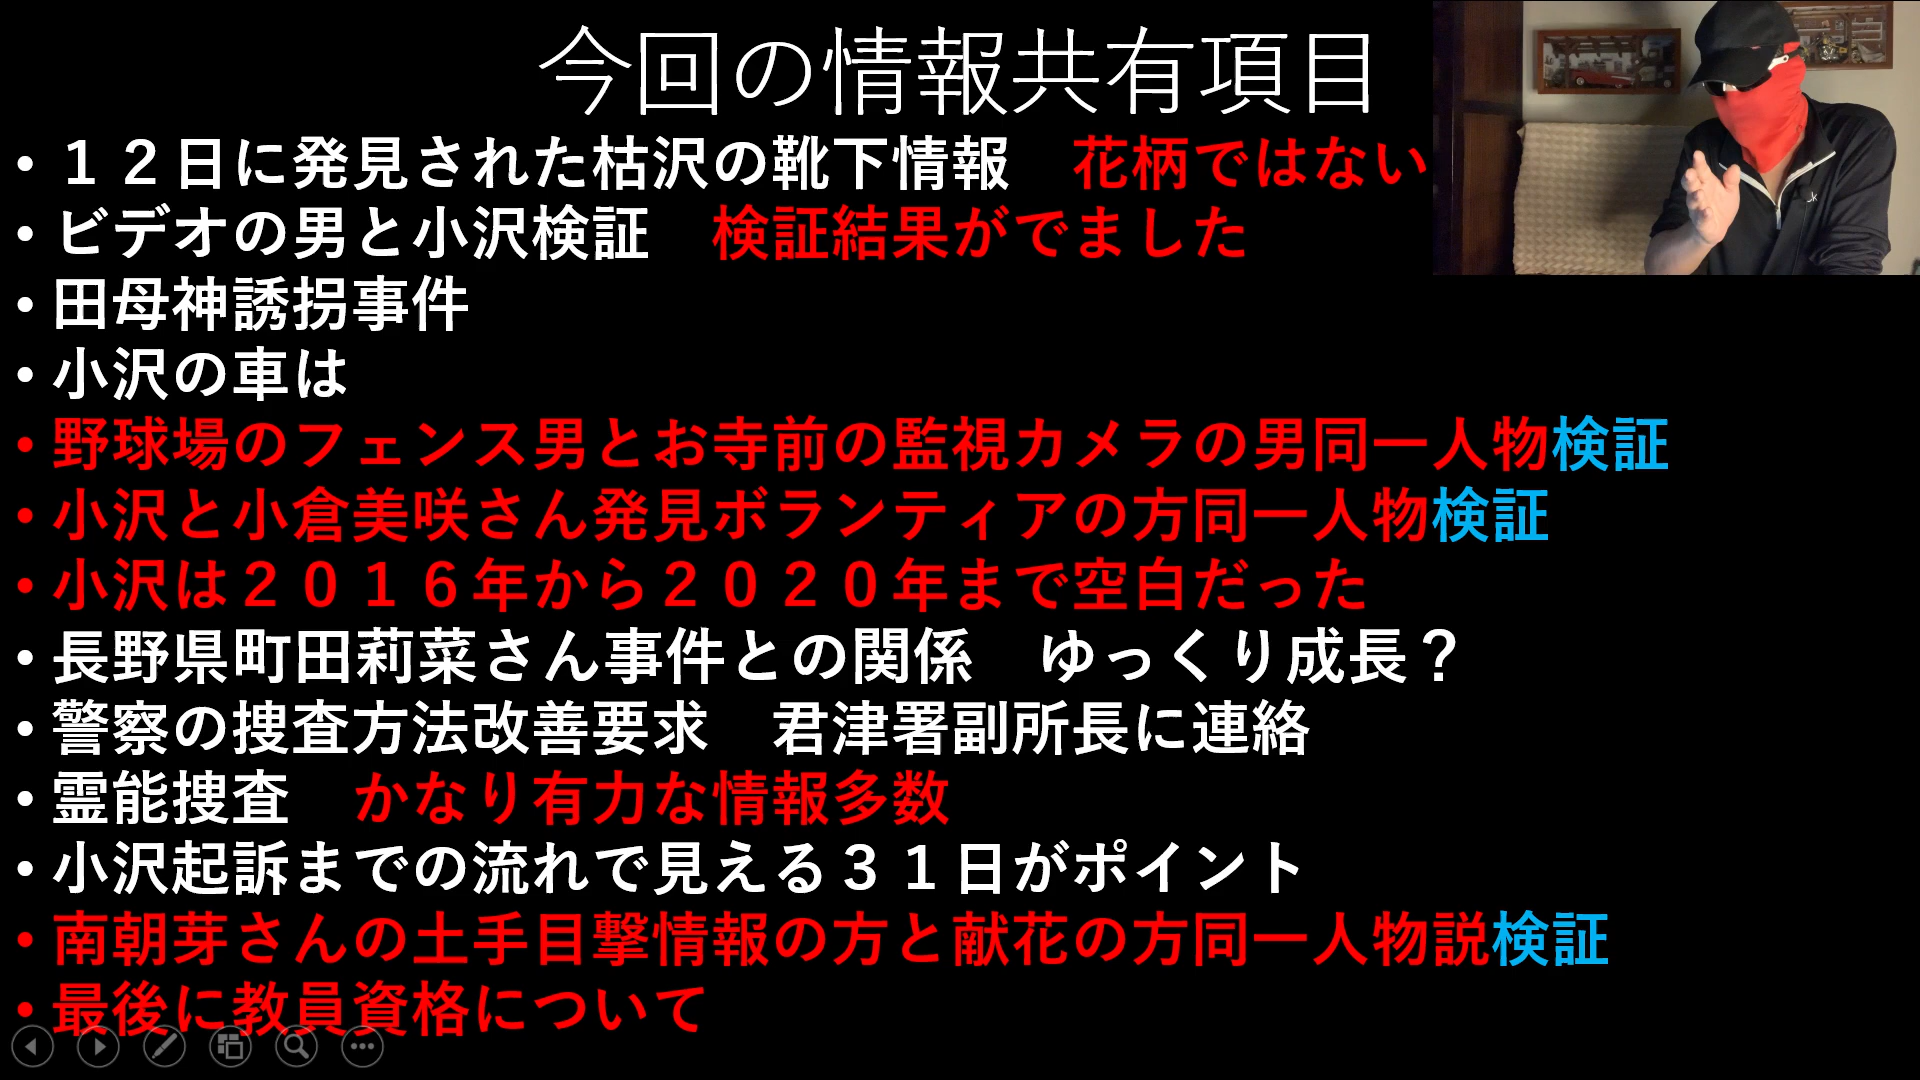 今回の情報共有項目
・１２日に発見された枯沢の靴下情報　花柄ではない
・ビデオの男と小沢検証　検証結果がでました
・田母神誘拐事件
・小沢の車は
・野球場のフェンス男とお寺前の監視カメラの男同一人物検証
・小沢と小倉美咲さん発見ボランティアの方同一人物検証
・小沢は２０１６年から２０２０年まで空白だった
・長野県町田莉菜さん事件との関係　ゆっくり成長？
・警察の捜査方法改善要求　君津署副所長に連絡
・霊能捜査　かなり有力な情報多数
・小沢起訴までの流れで見える３１日がポイント
・南朝芽さんの土手目撃情報の方と献花の方同一人物説検証
・最後に教員資格について